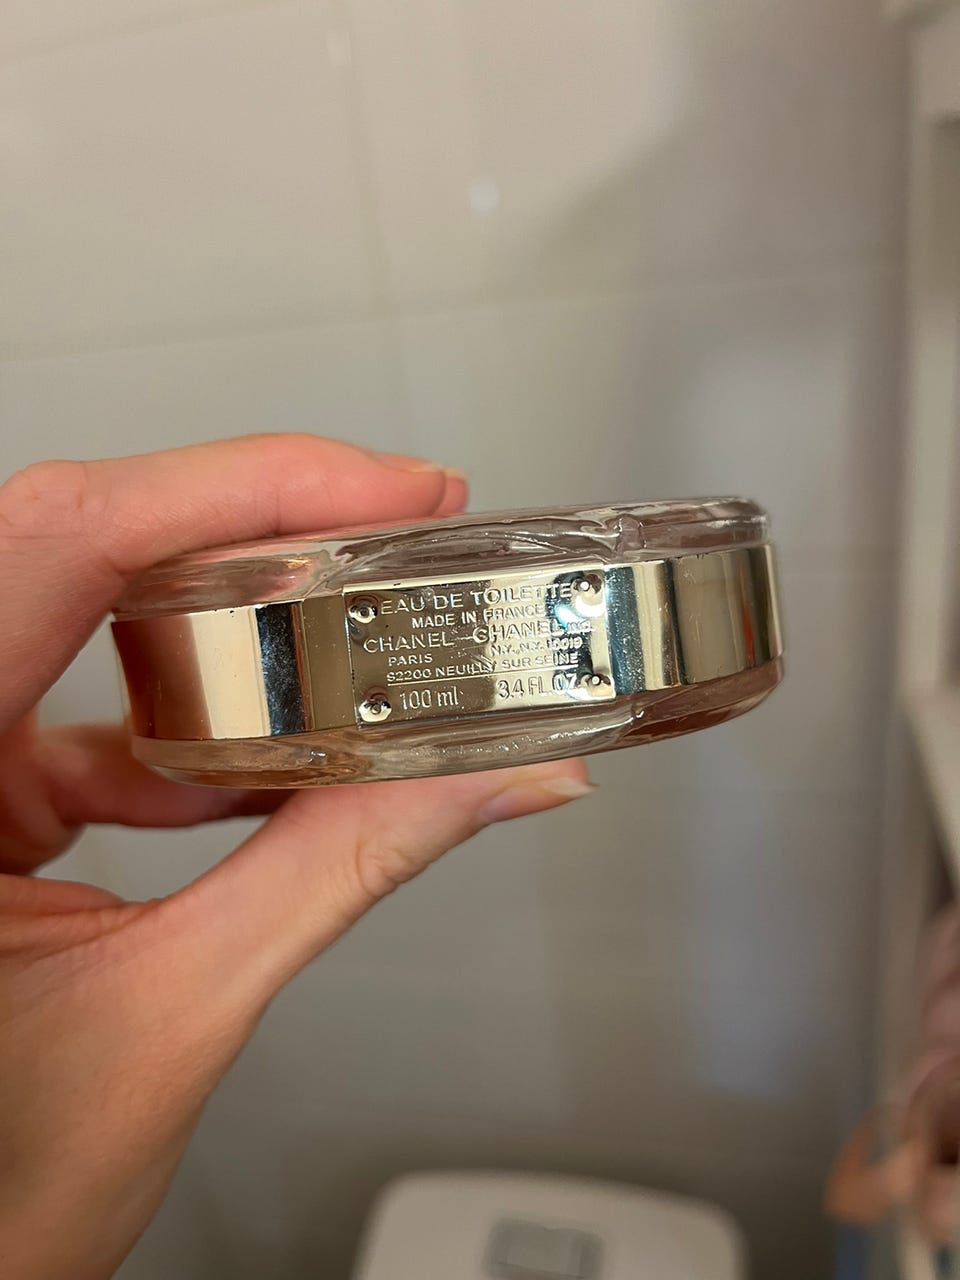 EAU DE TOILETTE
MADE IN FRANCE
CHANEL CHANEL INC
PARIS N.Y., N.Y. 10019
92200 NEUILLY SUR SEINE
100 ml 3.4 FL.OZ.